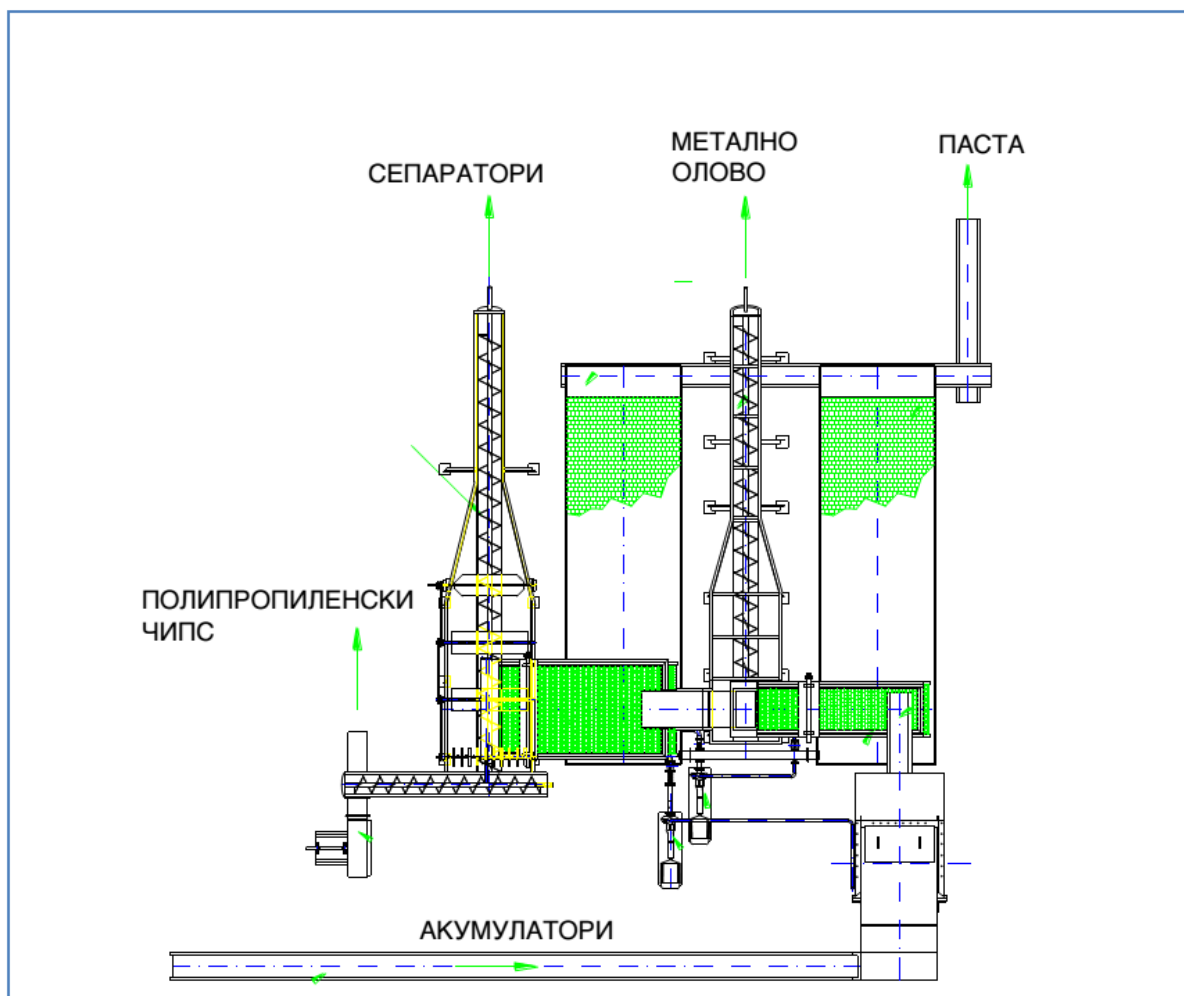 СЕПАРАТОРИ
МЕТАЛНО
ОЛОВО
ПАСТА
ПОЛИПРОПИЛЕНСКИ
ЧИПС
АКУМУЛАТОРИ